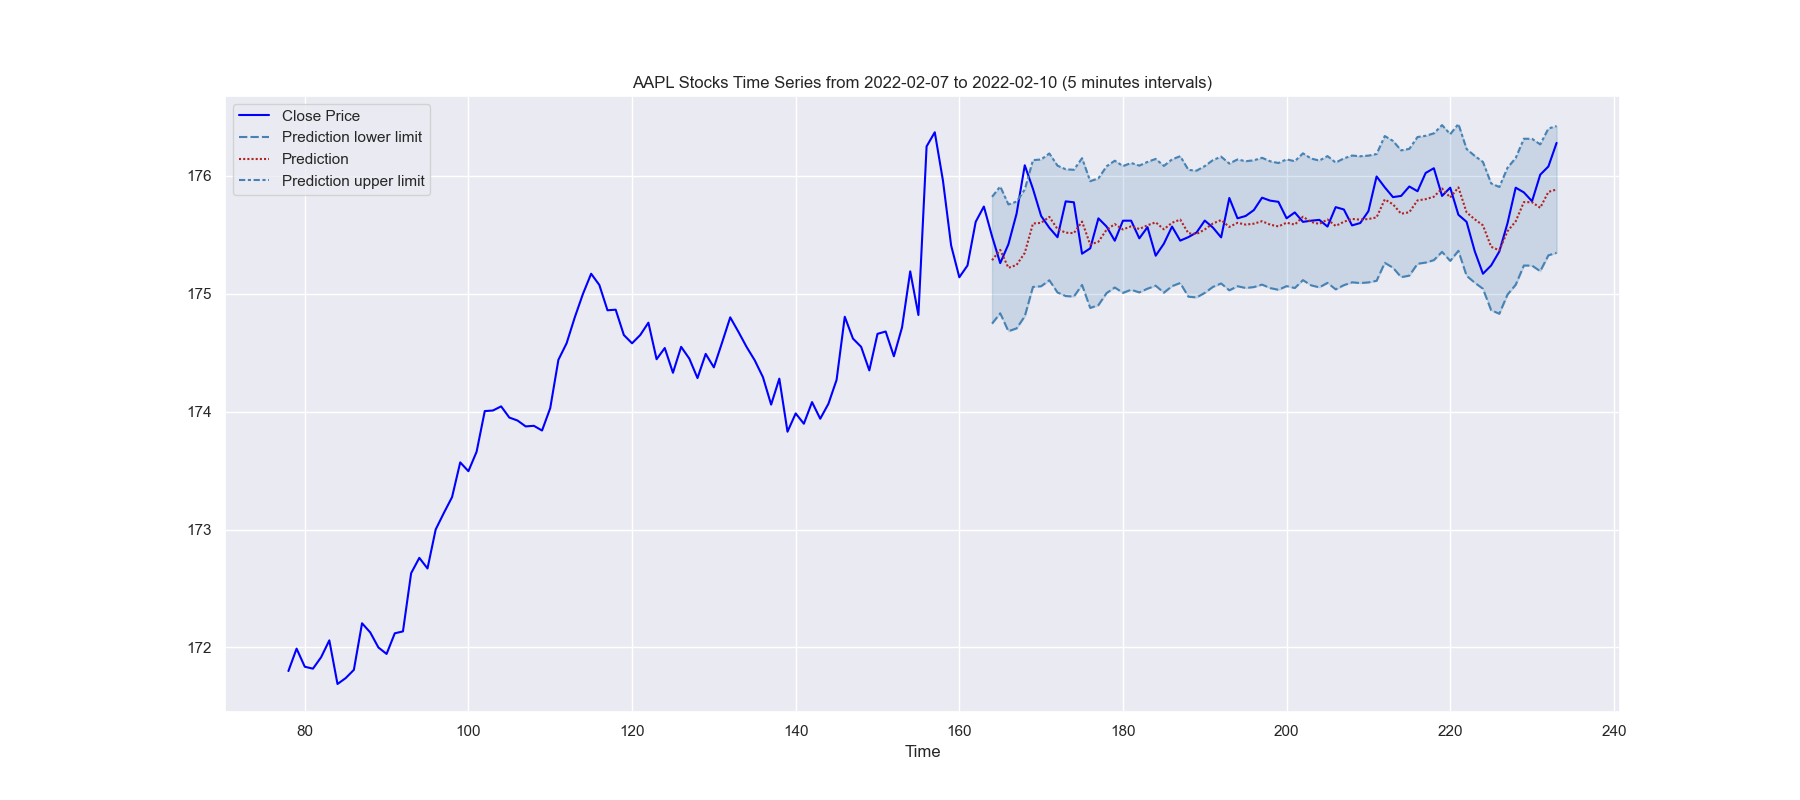 AAPL Stocks Time Series from 2022-02-07 to 2022-02-10 (5 minutes intervals)
Close Price
Prediction lower limit
Prediction
Prediction upper limit
176
175
174
173
172
80 100 120 140 160 180 200 220 240
Time